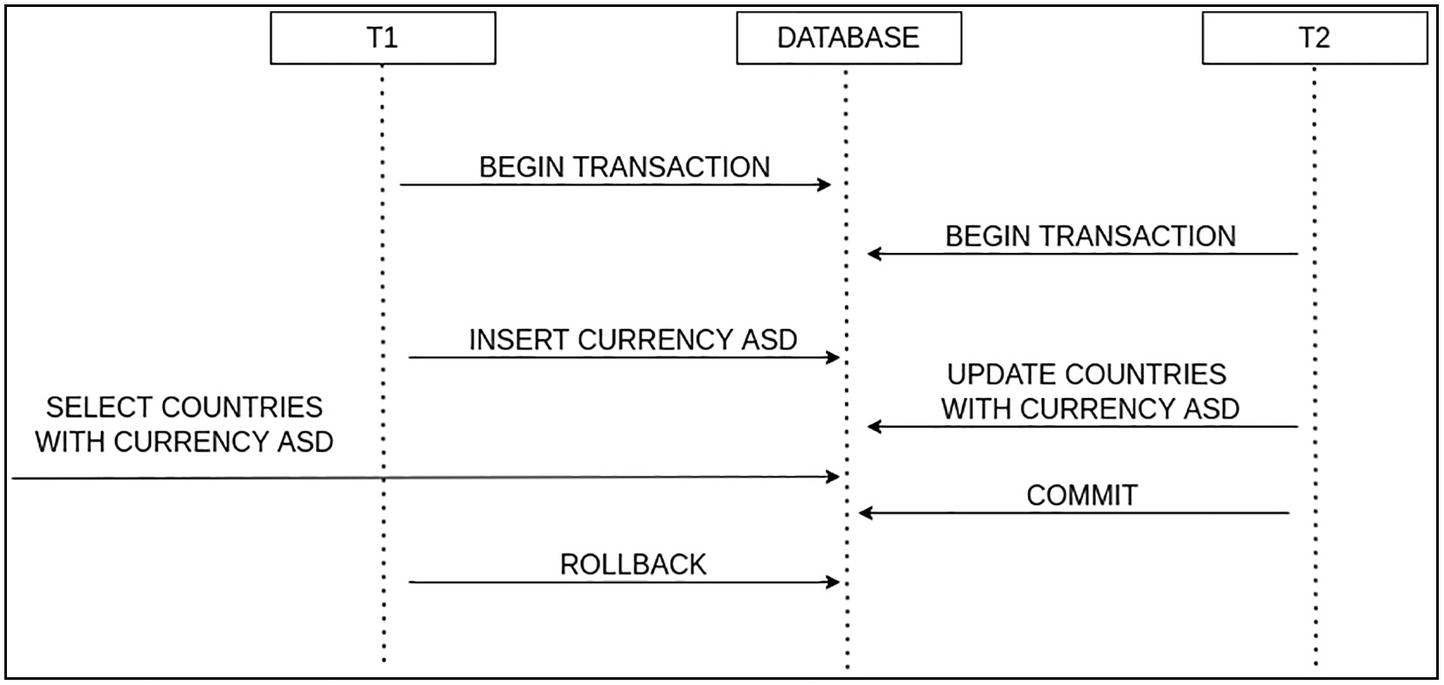 T1
DATABASE
T2
BEGIN TRANSACTION
BEGIN TRANSACTION
INSERT CURRENCY ASD
UPDATE COUNTRIES
WITH CURRENCY ASD
SELECT COUNTRIES
WITH CURRENCY ASD
COMMIT
ROLLBACK